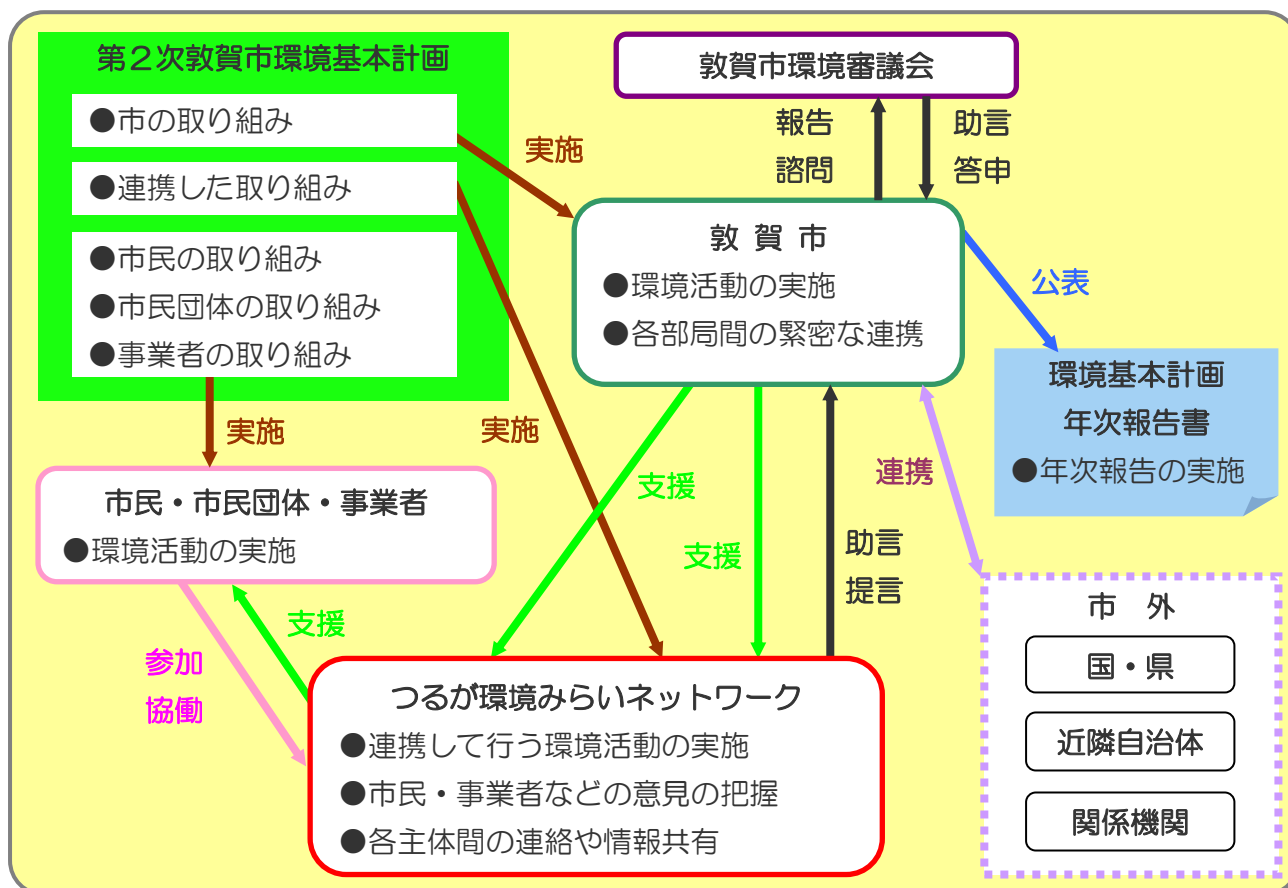 第２次敦賀市環境基本計画
●市の取り組み
●連携した取り組み
●市民の取り組み
●市民団体の取り組み
●事業者の取り組み
敦賀市環境審議会
報告
諮問
助言
答申
実施
敦 賀 市
●環境活動の実施
●各部局間の緊密な連携
公表
環境基本計画
年次報告書
●年次報告の実施
実施
実施
市民・市民団体・事業者
●環境活動の実施
支援
支援
助言
提言
連携
支援
参加
協働
つるが環境みらいネットワーク
●連携して行う環境活動の実施
●市民・事業者などの意見の把握
●各主体間の連絡や情報共有
市 外
国・県
近隣自治体
関係機関